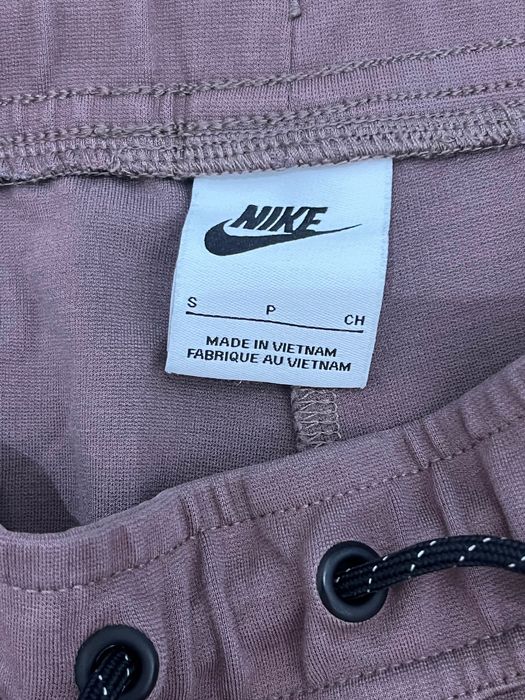 NIKE
S P CH
MADE IN VIETNAM
FABRIQUE AU VIETNAM